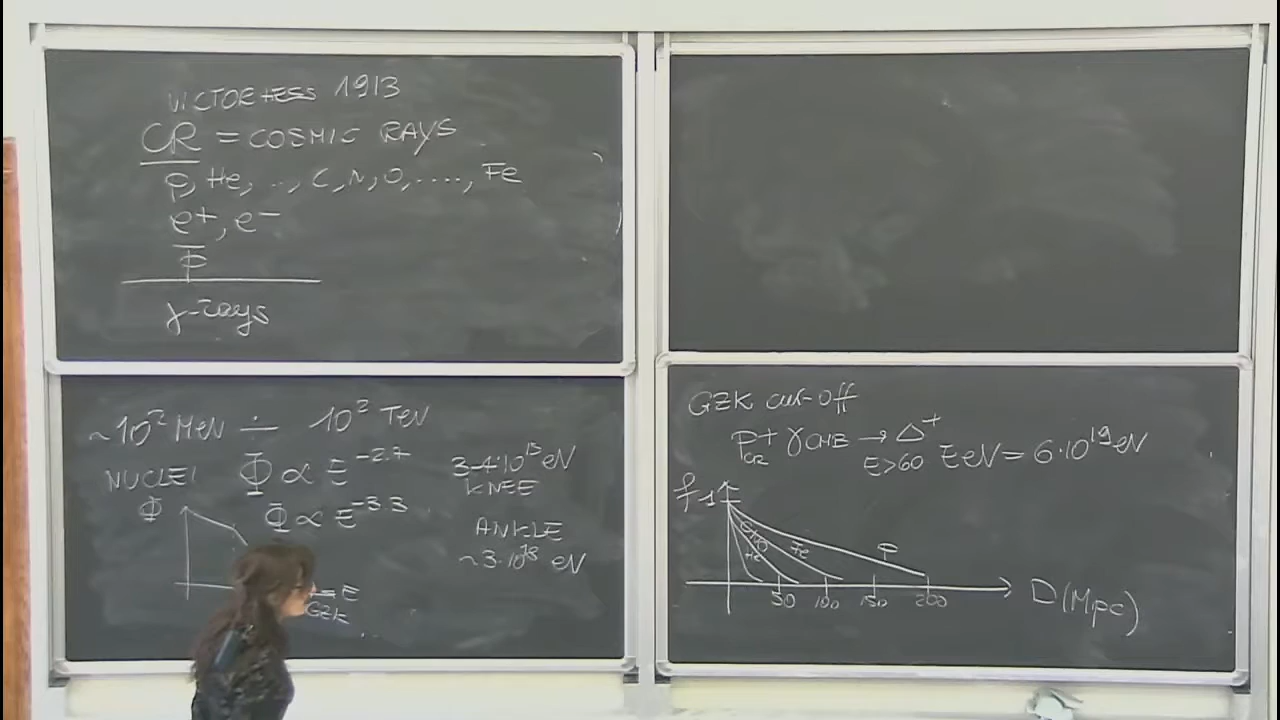 VICTOR HESS 1913
CR = COSMIC RAYS
p, He, .., C, N, O, ...., Fe
e+, e-
p̄
γ-rays
~10² MeV ÷ 10² TeV
NUCLEI Φ ∝ E^-2.7 3-4·10^15 eV
KNEE
Φ Φ ∝ E^-3.3
ANKLE
~3·10^18 eV
E
GZK
GZK cut-off
p_CR + γ_CMB → Δ^+
E>60 EeV = 6·10^19 eV
f 1
He Fe P
50 100 150 200 D(Mpc)